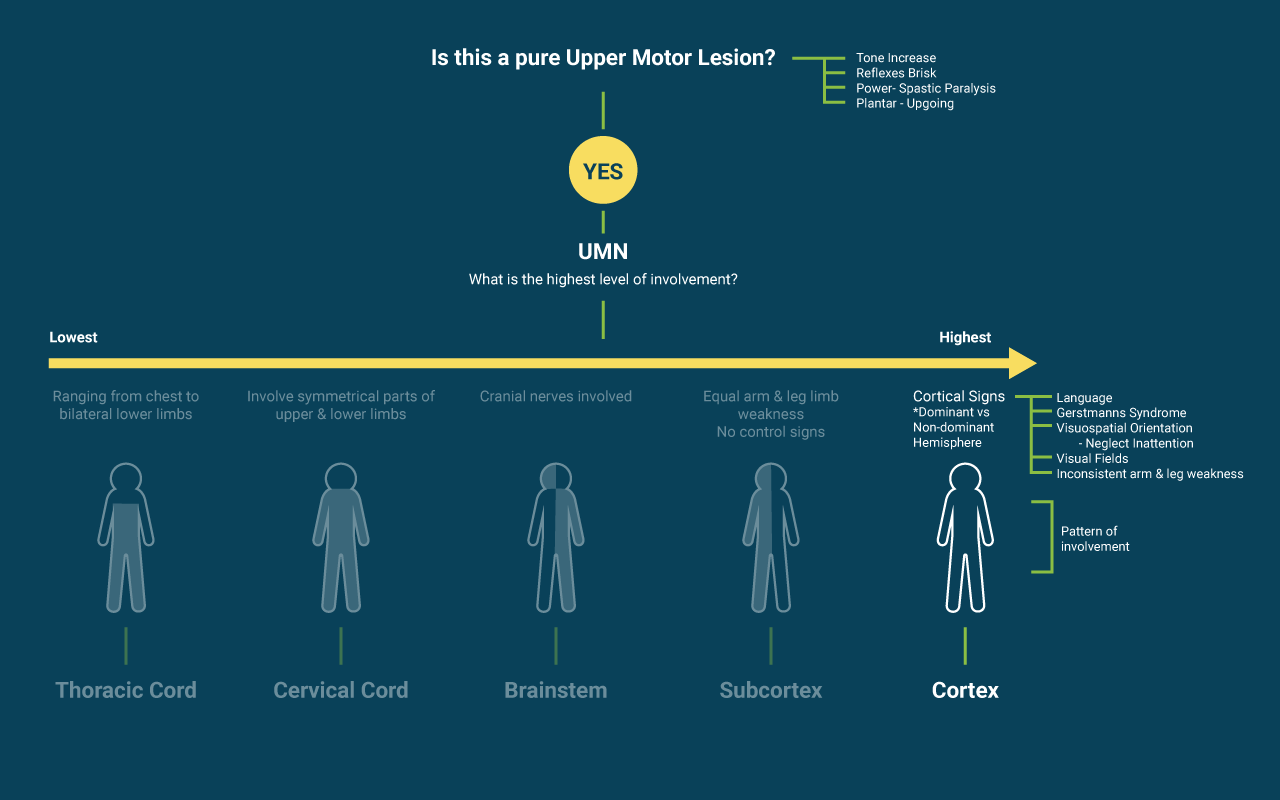 Is this a pure Upper Motor Lesion?
Tone Increase
Reflexes Brisk
Power- Spastic Paralysis
Plantar - Upgoing
YES
UMN
What is the highest level of involvement?
Lowest
Highest
Ranging from chest to
bilateral lower limbs
Involve symmetrical parts of
upper & lower limbs
Cranial nerves involved
Equal arm & leg limb
weakness
No control signs
Cortical Signs
*Dominant vs
Non-dominant
Hemisphere
Language
Gerstmanns Syndrome
Visuospatial Orientation
- Neglect Inattention
Visual Fields
Inconsistent arm & leg weakness
Pattern of
involvement
Thoracic Cord
Cervical Cord
Brainstem
Subcortex
Cortex